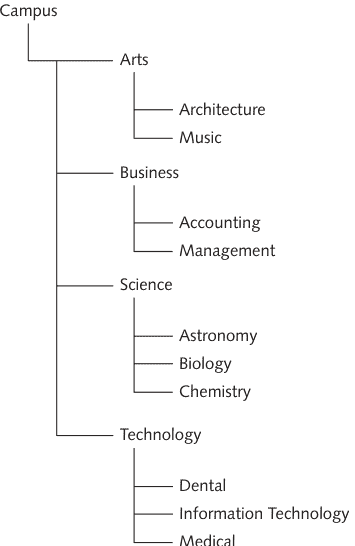 Campus
Arts
Architecture
Music
Business
Accounting
Management
Science
Astronomy
Biology
Chemistry
Technology
Dental
Information Technology
Medical